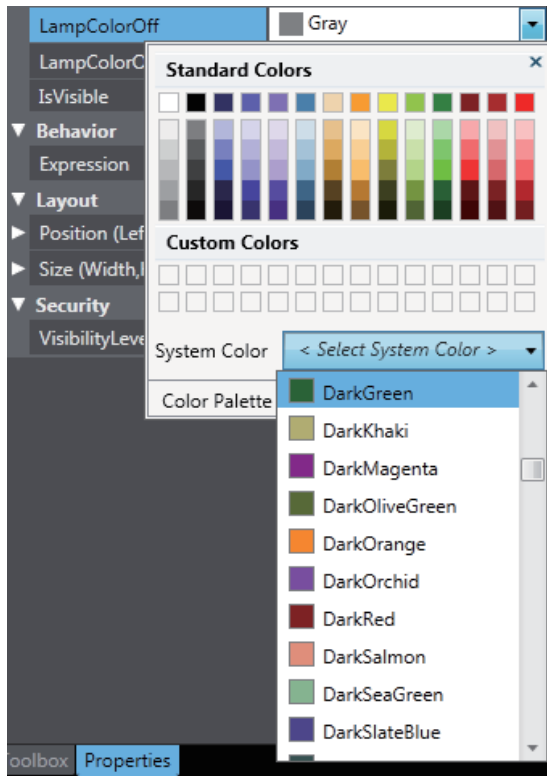 LampColorOff Gray
LampColorC
Standard Colors ×
IsVisible
Behavior
Expression
Layout
Position (Lef
Custom Colors
Size (Width,
Security
VisibilityLeve
System Color < Select System Color >
Color Palette
DarkGreen
DarkKhaki
DarkMagenta
DarkOliveGreen
DarkOrange
DarkOrchid
DarkRed
DarkSalmon
DarkSeaGreen
DarkSlateBlue
oolbox Properties